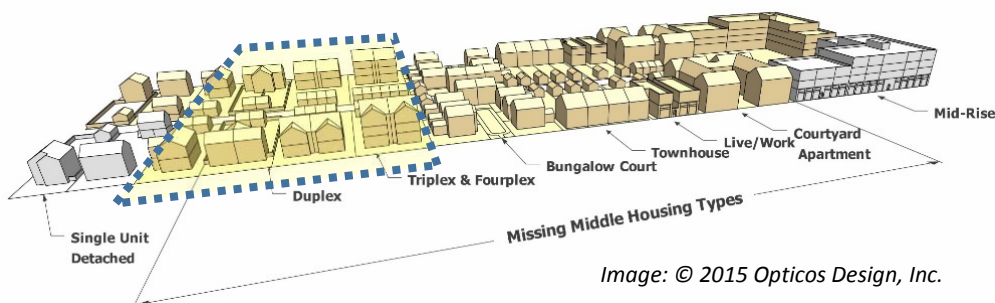 Single Unit
Detached
Duplex
Triplex & Fourplex
Bungalow Court
Townhouse
Live/Work
Courtyard
Apartment
Mid-Rise
Missing Middle Housing Types
Image: © 2015 Opticos Design, Inc.